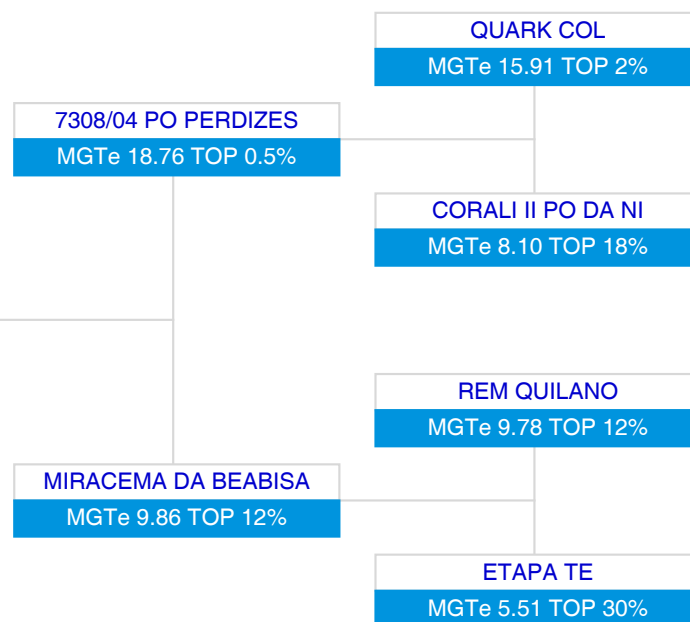 QUARK COL
MGTe 15.91 TOP 2%
7308/04 PO PERDIZES
MGTe 18.76 TOP 0.5%
CORALI II PO DA NI
MGTe 8.10 TOP 18%
REM QUILANO
MGTe 9.78 TOP 12%
MIRACEMA DA BEABISA
MGTe 9.86 TOP 12%
ETAPA TE
MGTe 5.51 TOP 30%